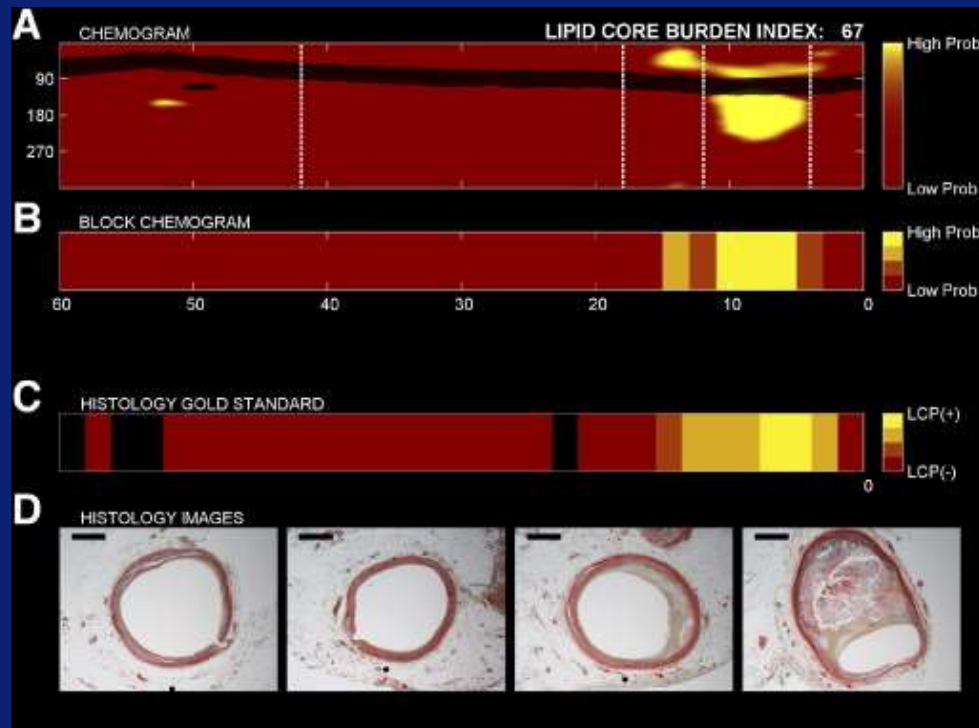 A CHEMOGRAM LIPID CORE BURDEN INDEX: 67
High Prob
90
180
270
Low Prob
B BLOCK CHEMOGRAM
High Prob
Low Prob
60 50 40 30 20 10 0
C HISTOLOGY GOLD STANDARD
LCP(+)
LCP(-)
0
D HISTOLOGY IMAGES